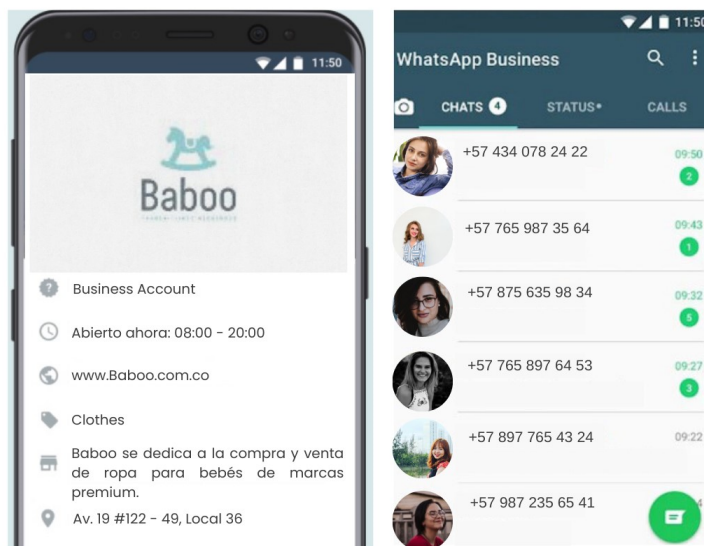 11:50
Baboo
Business Account
Abierto ahora: 08:00 - 20:00
www.Baboo.com.co
Clothes
Baboo se dedica a la compra y venta
de ropa para bebés de marcas
premium.
Av. 19 #122 - 49, Local 36
11:50
WhatsApp Business
CHATS 4
STATUS•
CALLS
+57 434 078 24 22
09:50
2
+57 765 987 35 64
09:43
1
+57 875 635 98 34
09:32
5
+57 765 897 64 53
09:27
3
+57 897 765 43 24
09:22
+57 987 235 65 41